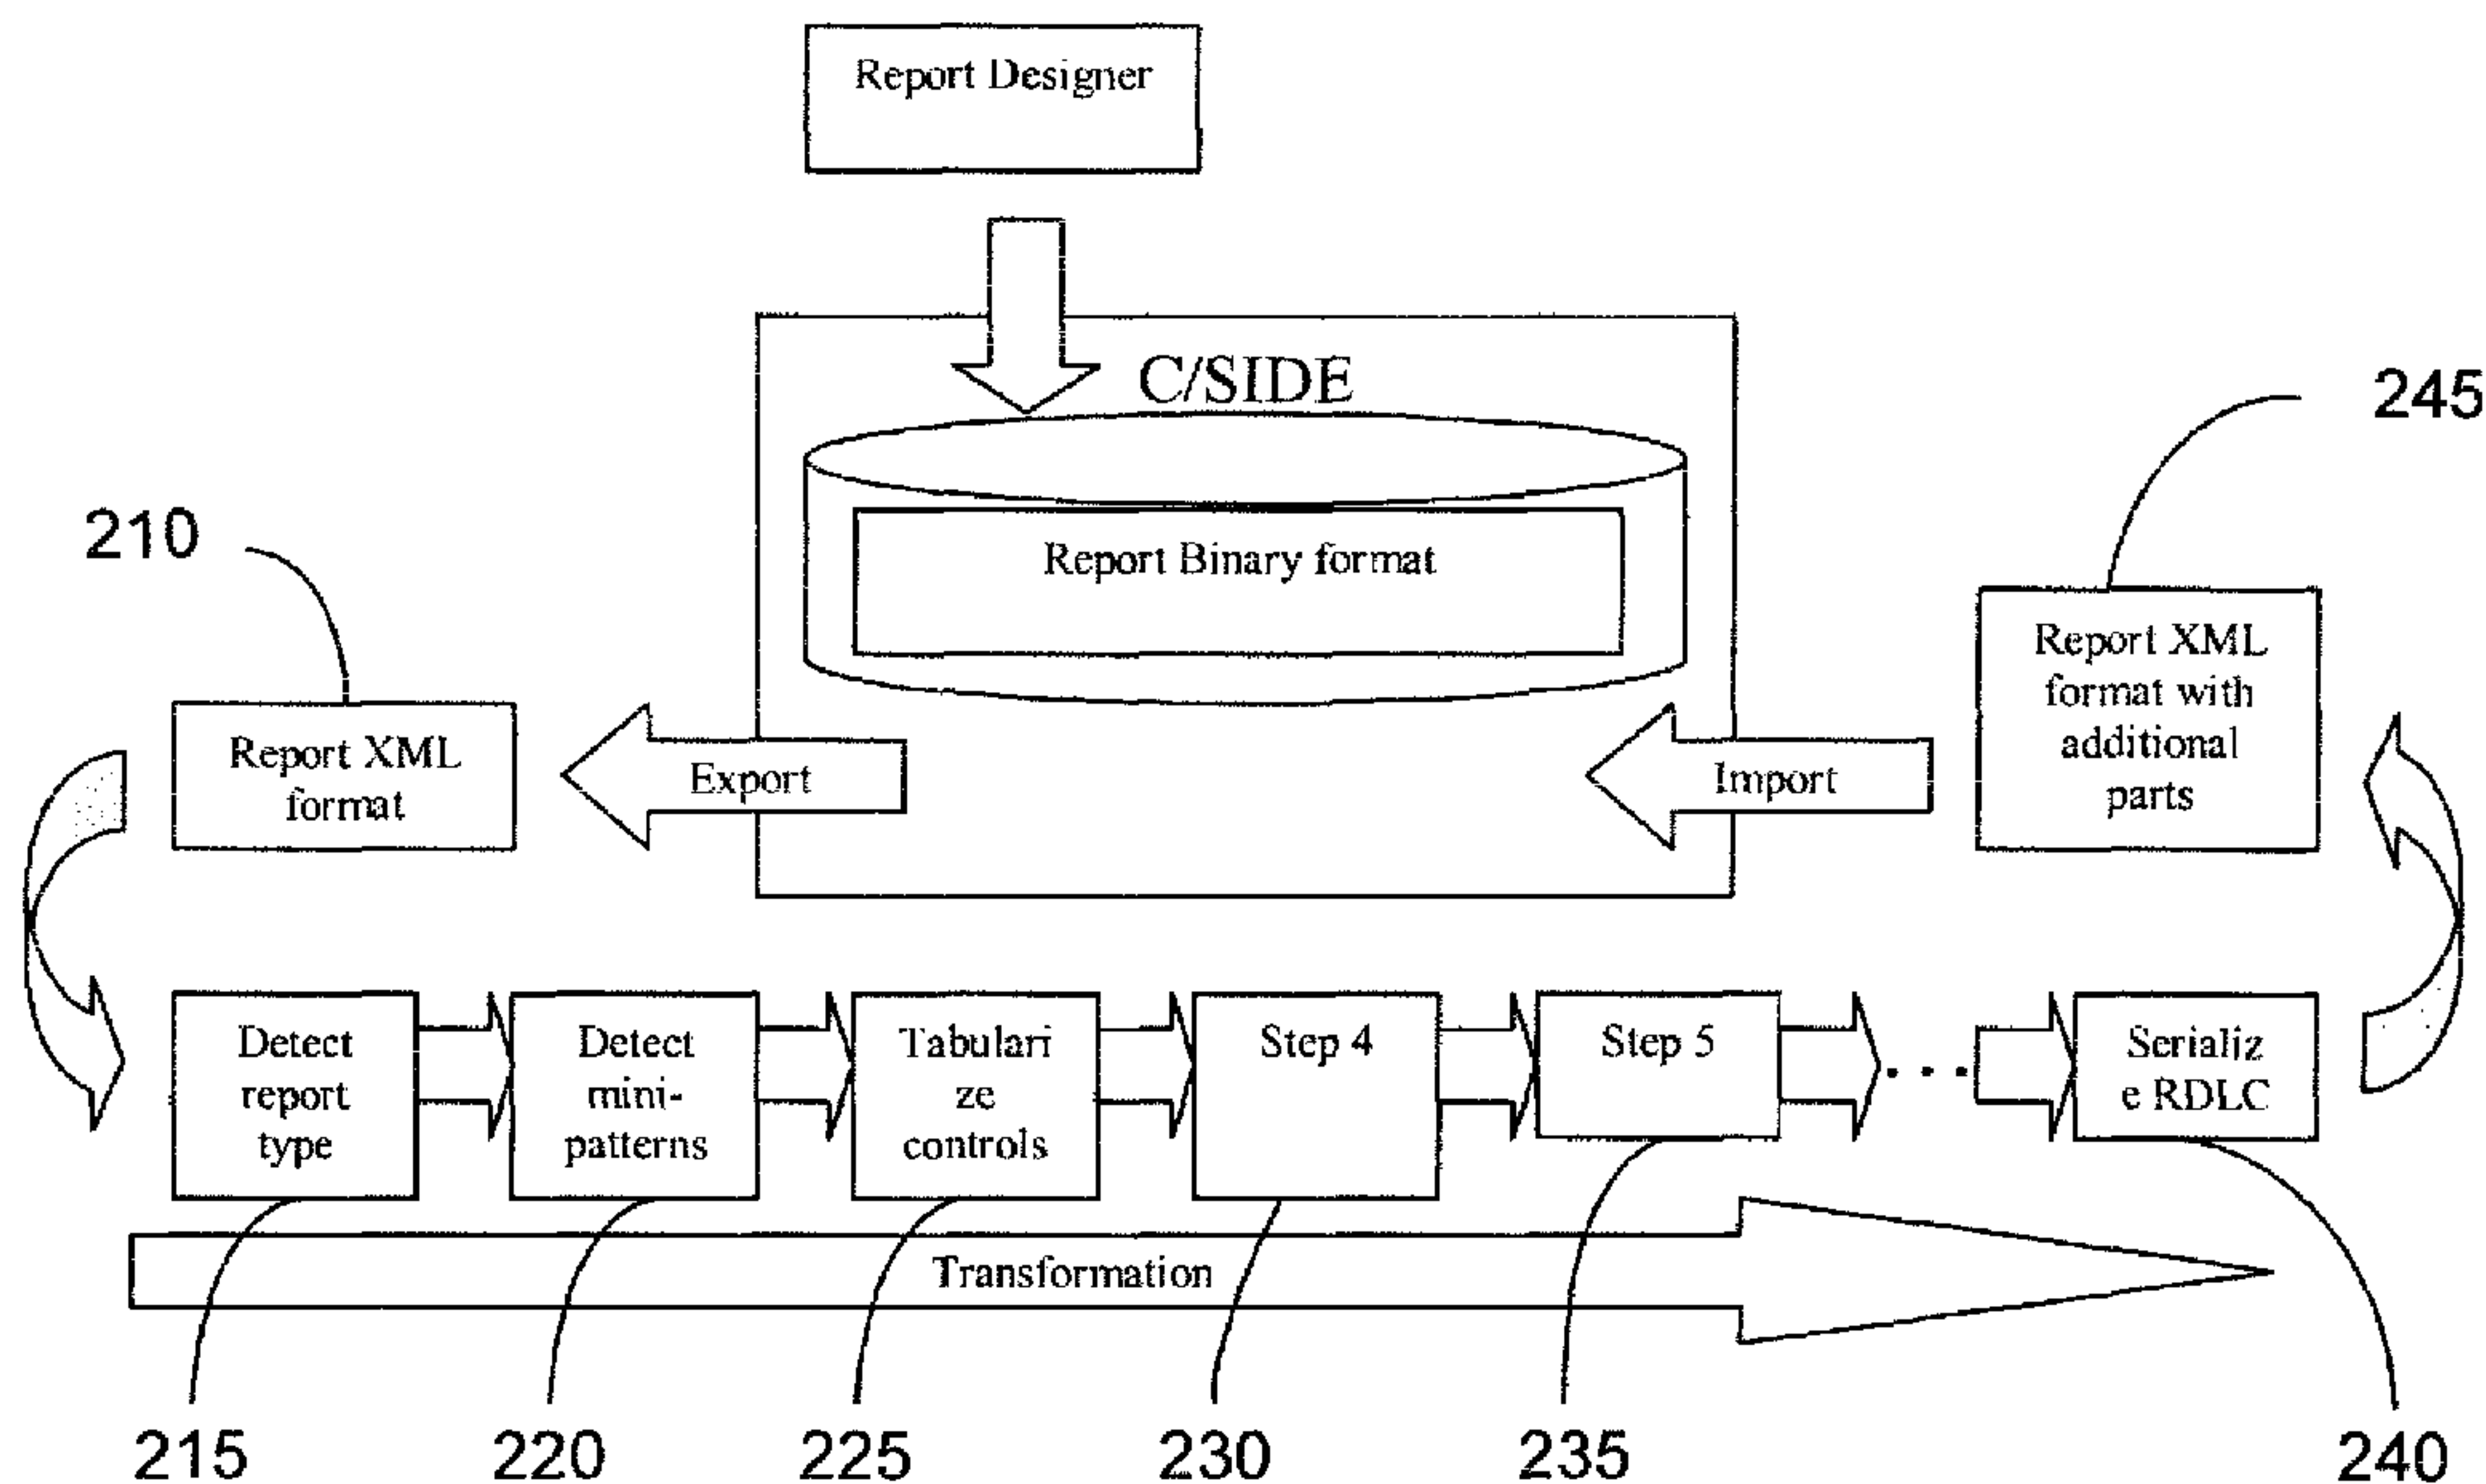 Report Designer
C/SIDE
245
210
Report Binary format
Report XML
format with
additional
parts
Report XML
format
Export
Import
Detect
report
type
Detect
mini-
patterns
Tabulari
ze
controls
Step 4
Step 5
...
Serializ
e RDLC
Transformation
215
220
225
230
235
240